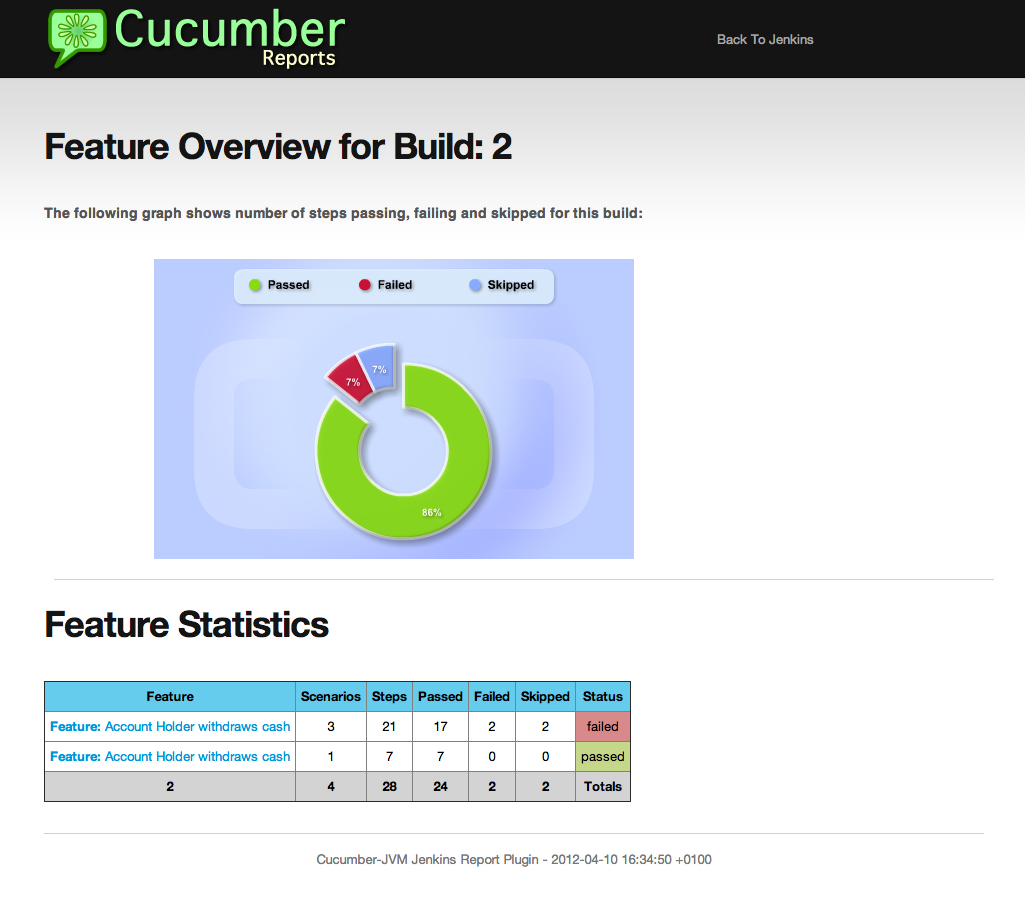 Cucumber
Reports
Back To Jenkins
Feature Overview for Build: 2
The following graph shows number of steps passing, failing and skipped for this build:
Passed Failed Skipped
7%
7%
86%
Feature Statistics
Feature Scenarios Steps Passed Failed Skipped Status
Feature: Account Holder withdraws cash 3 21 17 2 2 failed
Feature: Account Holder withdraws cash 1 7 7 0 0 passed
2 4 28 24 2 2 Totals
Cucumber-JVM Jenkins Report Plugin - 2012-04-10 16:34:50 +0100